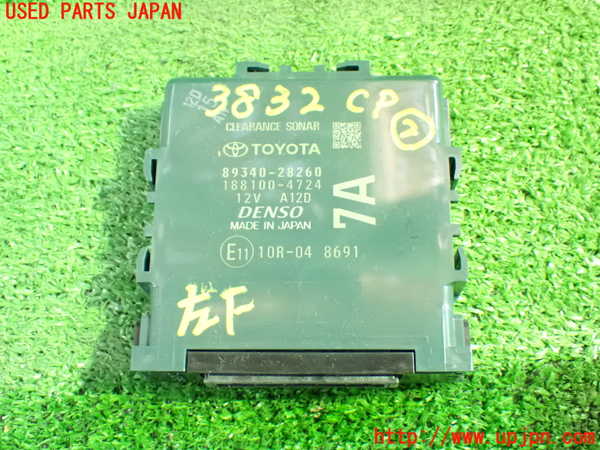 USED PARTS JAPAN
3832 CP ②
CLEARANCE SONAR
TOYOTA
89340-28260
188100-4724
12V A12D
DENSO
MADE IN JAPAN
7A
E11 10R-04 8691
左F
http://www.upjpn.com/